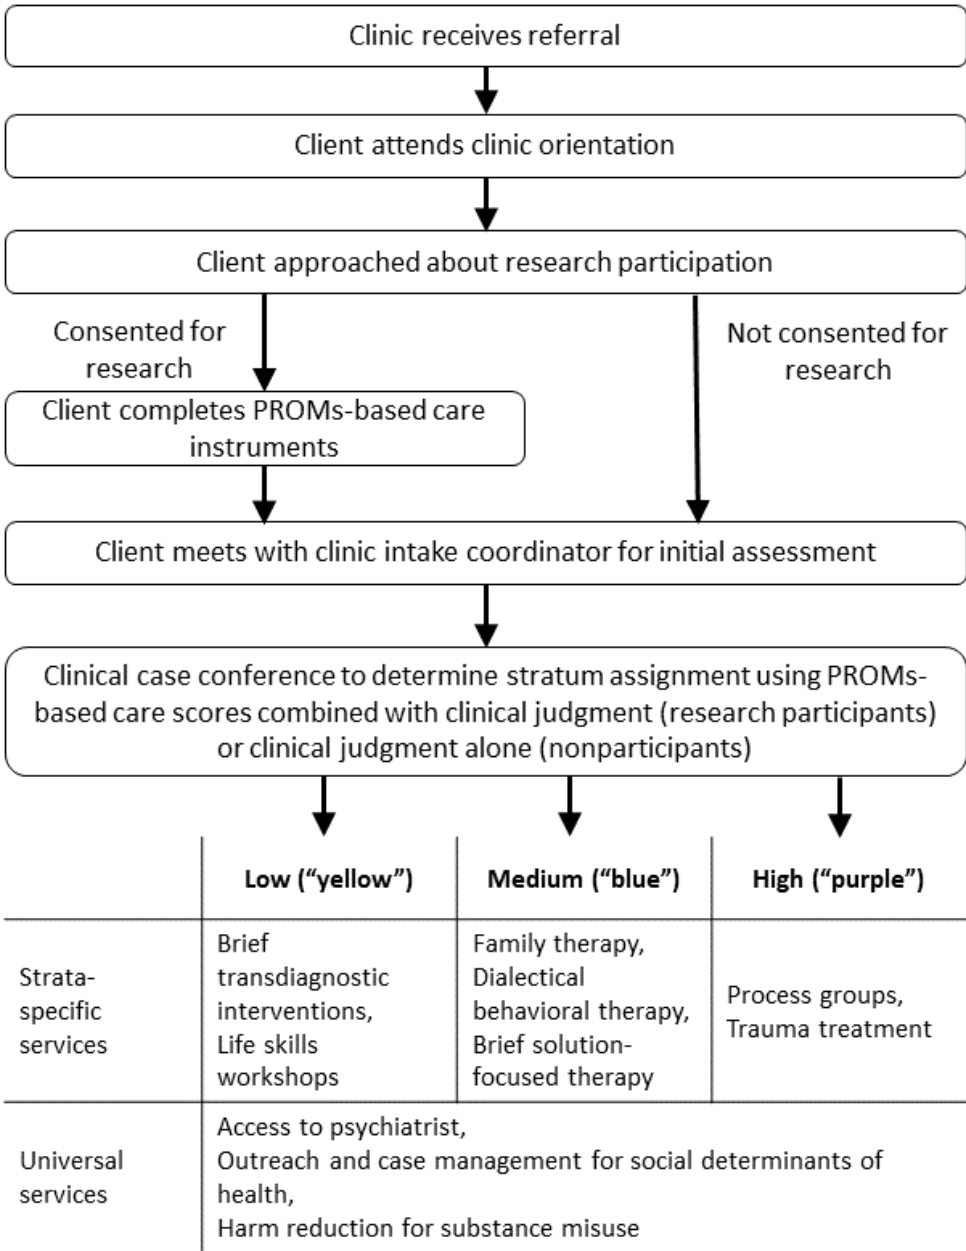 Clinic receives referral
Client attends clinic orientation
Client approached about research participation
Consented for
research
Not consented for
research
Client completes PROMs-based care
instruments
Client meets with clinic intake coordinator for initial assessment
Clinical case conference to determine stratum assignment using PROMs-
based care scores combined with clinical judgment (research participants)
or clinical judgment alone (nonparticipants)
Low (“yellow”)
Medium (“blue”)
High (“purple”)
Strata-
specific
services
Brief
transdiagnostic
interventions,
Life skills
workshops
Family therapy,
Dialectical
behavioral therapy,
Brief solution-
focused therapy
Process groups,
Trauma treatment
Universal
services
Access to psychiatrist,
Outreach and case management for social determinants of
health,
Harm reduction for substance misuse